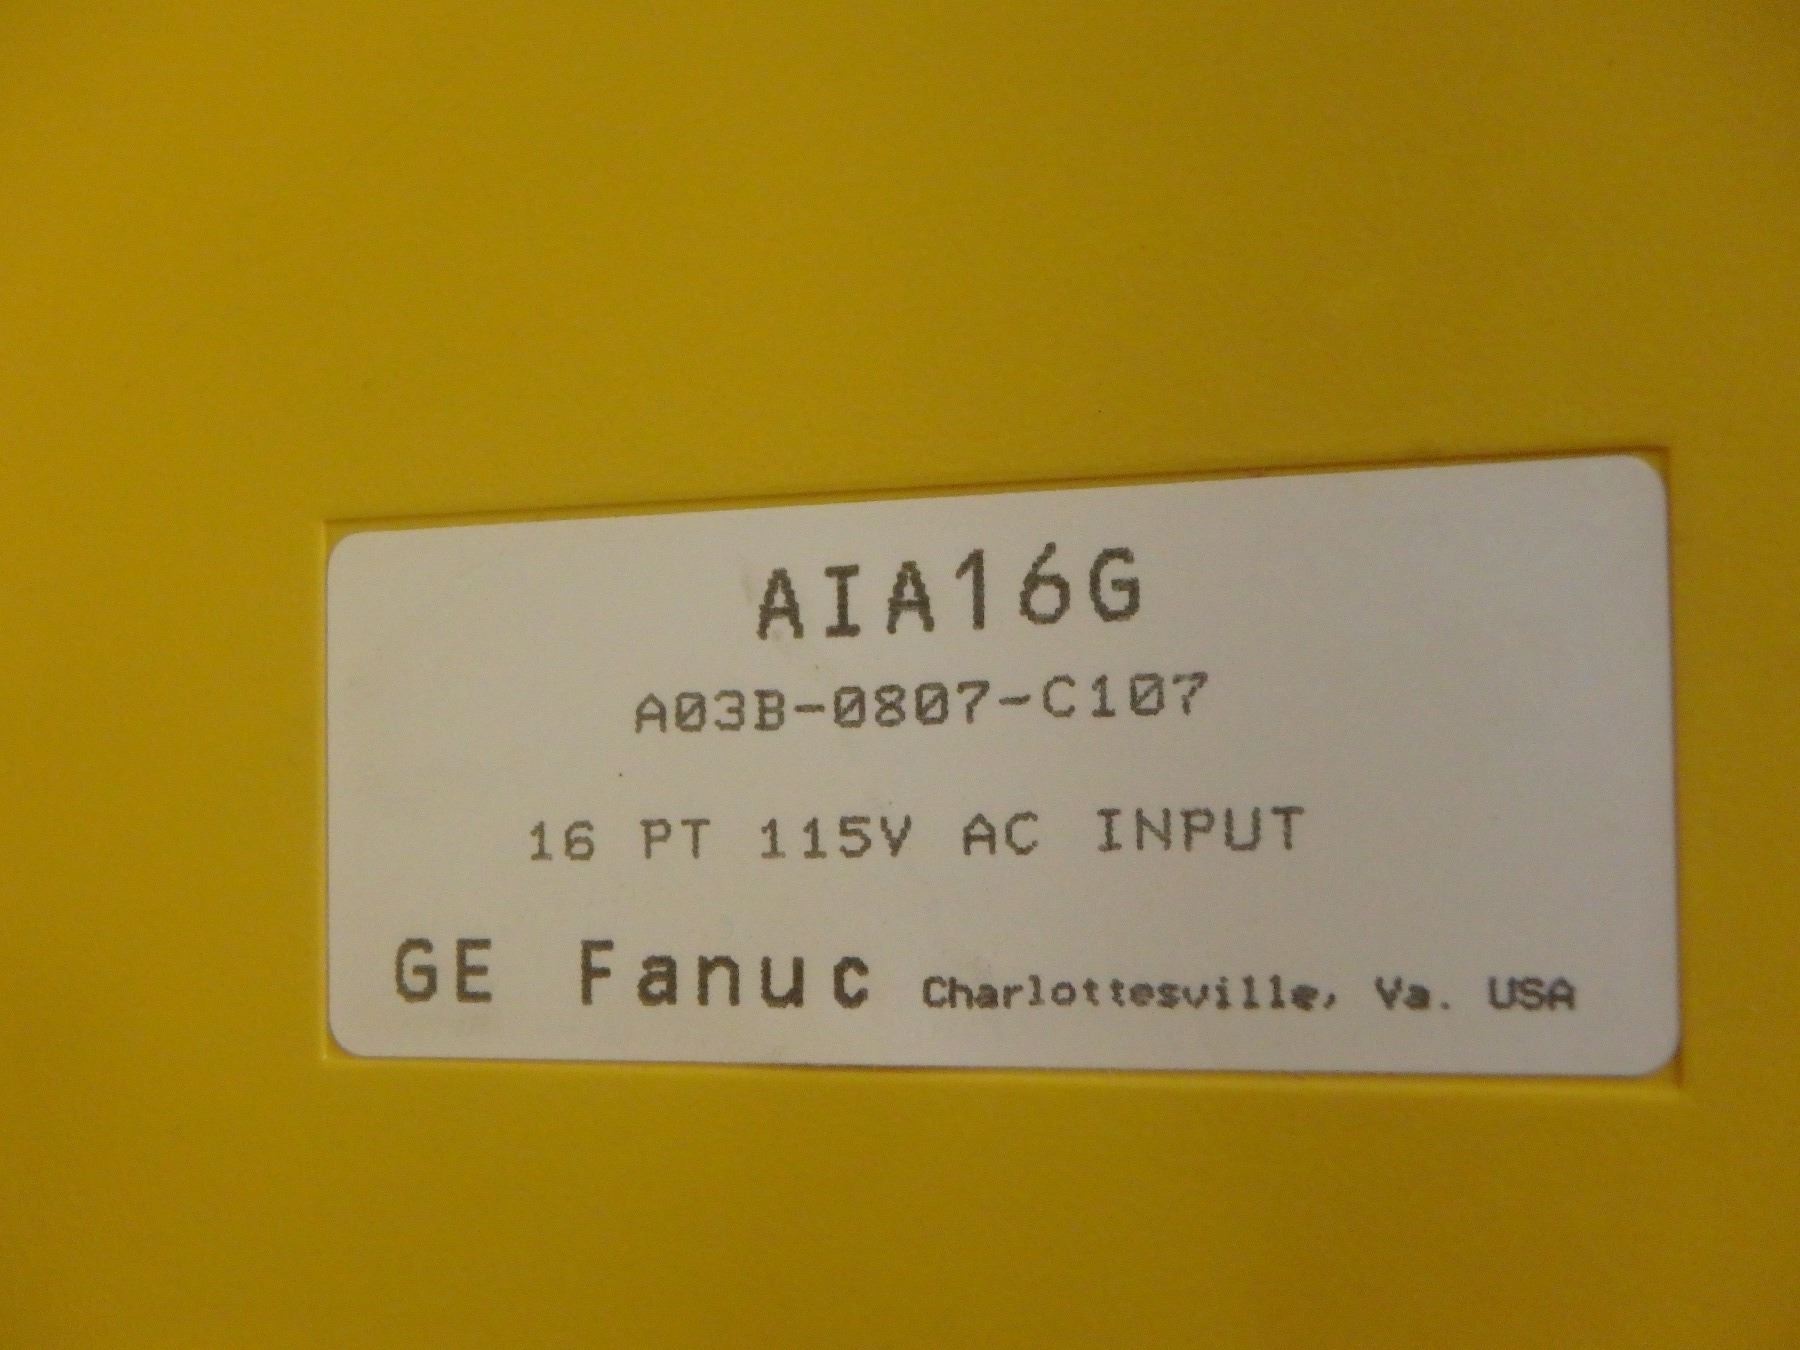 AIA16G
A03B-0807-C107
16 PT 115V AC INPUT
GE Fanuc Charlottesville, Va. USA